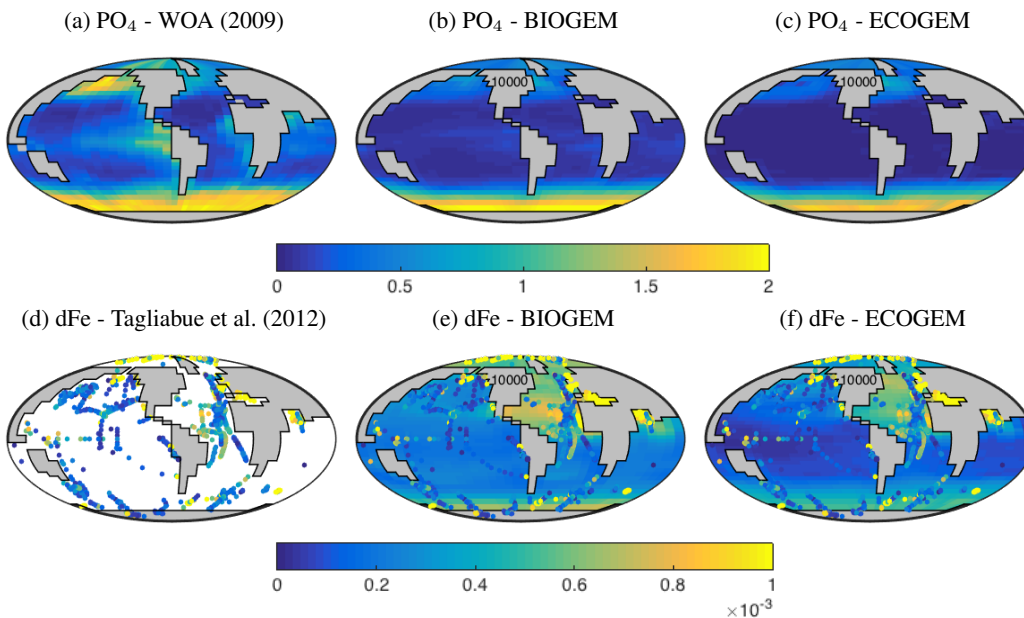 (a) PO₄ - WOA (2009)
(b) PO₄ - BIOGEM
(c) PO₄ - ECOGEM
10000
10000
0
0.5
1
1.5
2
(d) dFe - Tagliabue et al. (2012)
(e) dFe - BIOGEM
(f) dFe - ECOGEM
10000
10000
0
0.2
0.4
0.6
0.8
1
×10⁻³